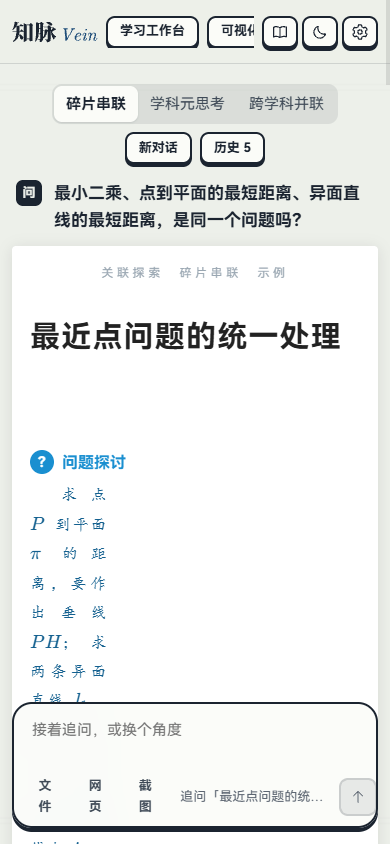 知脉 Vein 学习工作台 可视化
碎片串联 学科元思考 跨学科并联
新对话 历史 5
问 最小二乘、点到平面的最短距离、异面直
线的最短距离，是同一个问题吗？
关联探索 碎片串联 示例
最近点问题的统一处理
? 问题探讨
求点
P 到平面
π 的距
离，要作
出垂线
PH；求
两条异面
直线 l
接着追问，或换个角度
文件 网页 截图 追问「最近点问题的统…